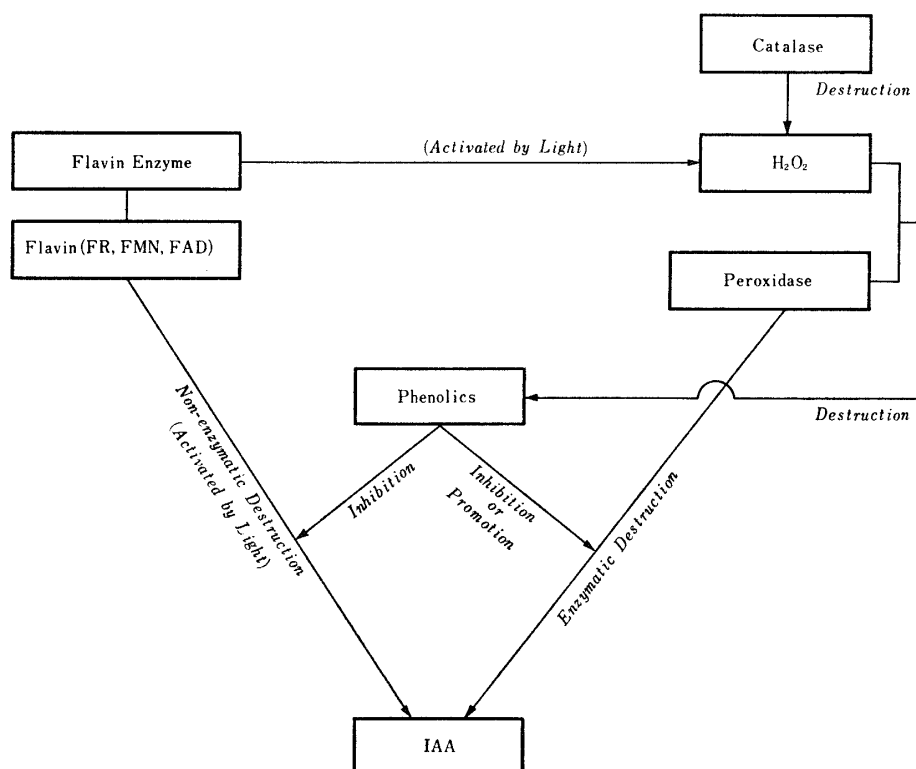 Catalase
Destruction
(Activated by Light)
Flavin Enzyme
H₂O₂
Flavin(FR, FMN, FAD)
Peroxidase
Phenolics
Destruction
Non-enzymatic Destruction
(Activated by Light)
Inhibition
Inhibition
or
Promotion
Enzymatic Destruction
IAA